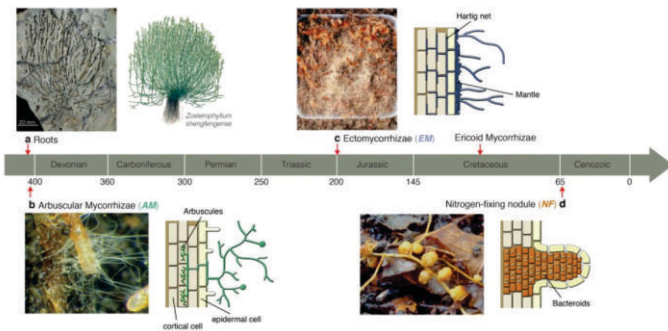 Hartig net
Mantle
22 mm
Zosterophyllum
shengfengense
a Roots
c Ectomycorrhizae (EM)
Ericoid Mycorrhizae
Devonian
Carboniferous
Permian
Triassic
Jurassic
Cretaceous
Cenozoic
400
360
300
250
200
145
65
0
b Arbuscular Mycorrhizae (AM)
Nitrogen-fixing nodule (NF) d
Arbuscules
cortical cell
epidermal cell
Bacteroids